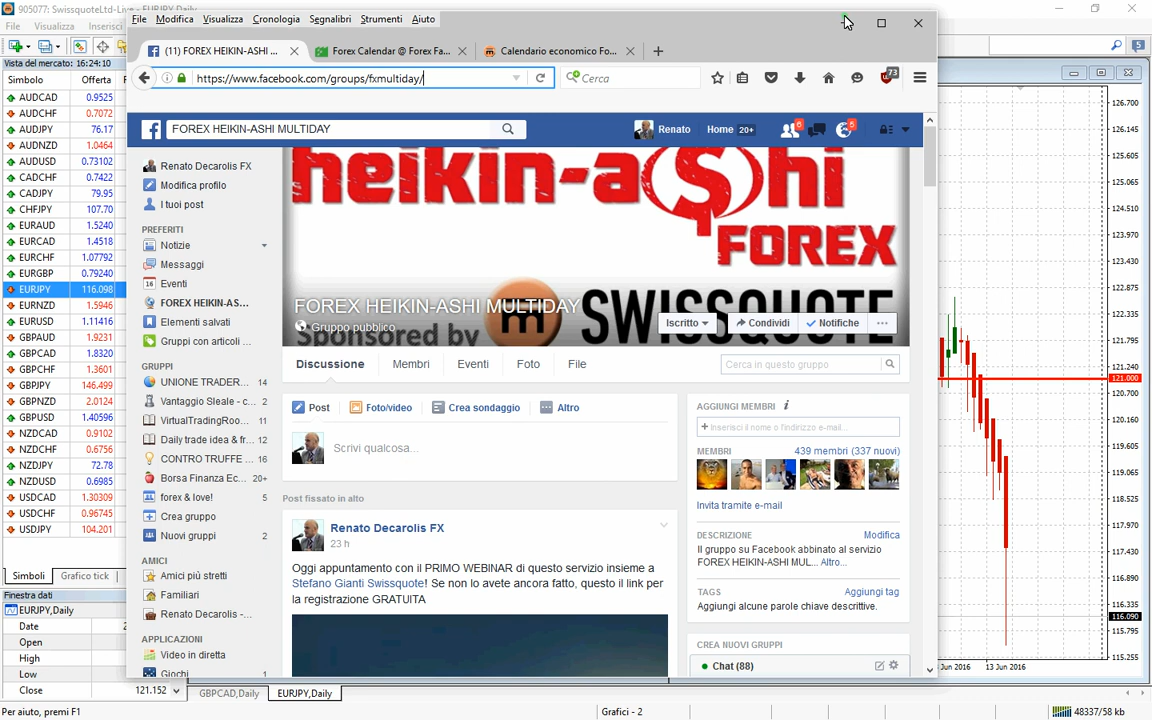 905077: SwissquoteLtd-Live - EURJPY,Daily
File Visualizza Inserisci
5
Vista del mercato: 16:24:10
Simbolo Offerta
AUDCAD 0.9525
AUDCHF 0.7072
AUDJPY 76.17
AUDNZD 1.0464
AUDUSD 0.73102
CADCHF 0.7422
CADJPY 79.95
CHFJPY 107.70
EURAUD 1.5240
EURCAD 1.4518
EURCHF 1.07792
EURGBP 0.79240
EURJPY 116.098
EURNZD 1.5946
EURUSD 1.11416
GBPAUD 1.9231
GBPCAD 1.8320
GBPCHF 1.3601
GBPJPY 146.499
GBPNZD 2.0124
GBPUSD 1.40596
NZDCAD 0.9102
NZDCHF 0.6756
NZDJPY 72.78
NZDUSD 0.6985
USDCAD 1.30309
USDCHF 0.96745
USDJPY 104.201
Simboli Grafico tick
Finestra dati
EURJPY,Daily
Date
Open
High
Low
Close 121.152
Per aiuto, premi F1
File Modifica Visualizza Cronologia Segnalibri Strumenti Aiuto
(11) FOREX HEIKIN-ASHI ...
Forex Calendar @ Forex Fa...
Calendario economico Fo...
https://www.facebook.com/groups/fxmultiday/
Cerca
73
FOREX HEIKIN-ASHI MULTIDAY
Renato
Home 20+
6
5
Renato Decarolis FX
Modifica profilo
I tuoi post
PREFERITI
Notizie
Messaggi
16 Eventi
FOREX HEIKIN-AS...
Elementi salvati
Gruppi con articoli ...
GRUPPI
UNIONE TRADER... 14
Vantaggio Sleale - c... 2
VirtualTradingRoo... 11
Daily trade idea & fr... 12
CONTRO TRUFFE ... 16
Borsa Finanza Ec... 20+
forex & love! 5
Crea gruppo
Nuovi gruppi 2
AMICI
Amici più stretti
Familiari
Renato Decarolis -...
APPLICAZIONI
Video in diretta
Giochi
heikin-a$hi
FOREX
FOREX HEIKIN-ASHI MULTIDAY
Gruppo pubblico
Sponsored by m SWISSQUOTE
Iscritto
Condividi
Notifiche
Discussione Membri Eventi Foto File
Cerca in questo gruppo
Post
Foto/video
Crea sondaggio
Altro
Scrivi qualcosa...
Post fissato in alto
Renato Decarolis FX
23 h
Oggi appuntamento con il PRIMO WEBINAR di questo servizio insieme a
Stefano Gianti Swissquote! Se non lo avete ancora fatto, questo il link per
la registrazione GRATUITA
AGGIUNGI MEMBRI
+ Inserisci il nome o l'indirizzo e-mail...
MEMBRI 439 membri (337 nuovi)
Invita tramite e-mail
DESCRIZIONE Modifica
Il gruppo su Facebook abbinato al servizio
FOREX HEIKIN-ASHI MUL... Altro...
TAGS Aggiungi tag
Aggiungi alcune parole chiave descrittive.
CREA NUOVI GRUPPI
Chat (88)
126.700
126.145
125.605
125.065
124.510
123.970
123.430
122.875
122.335
121.795
121.240
121.000
120.700
120.160
119.605
119.065
118.525
117.970
117.430
116.890
116.335
116.090
115.795
115.255
Jun 2016 13 Jun 2016
GBPCAD,Daily EURJPY,Daily
Grafici - 2
48337/58 kb